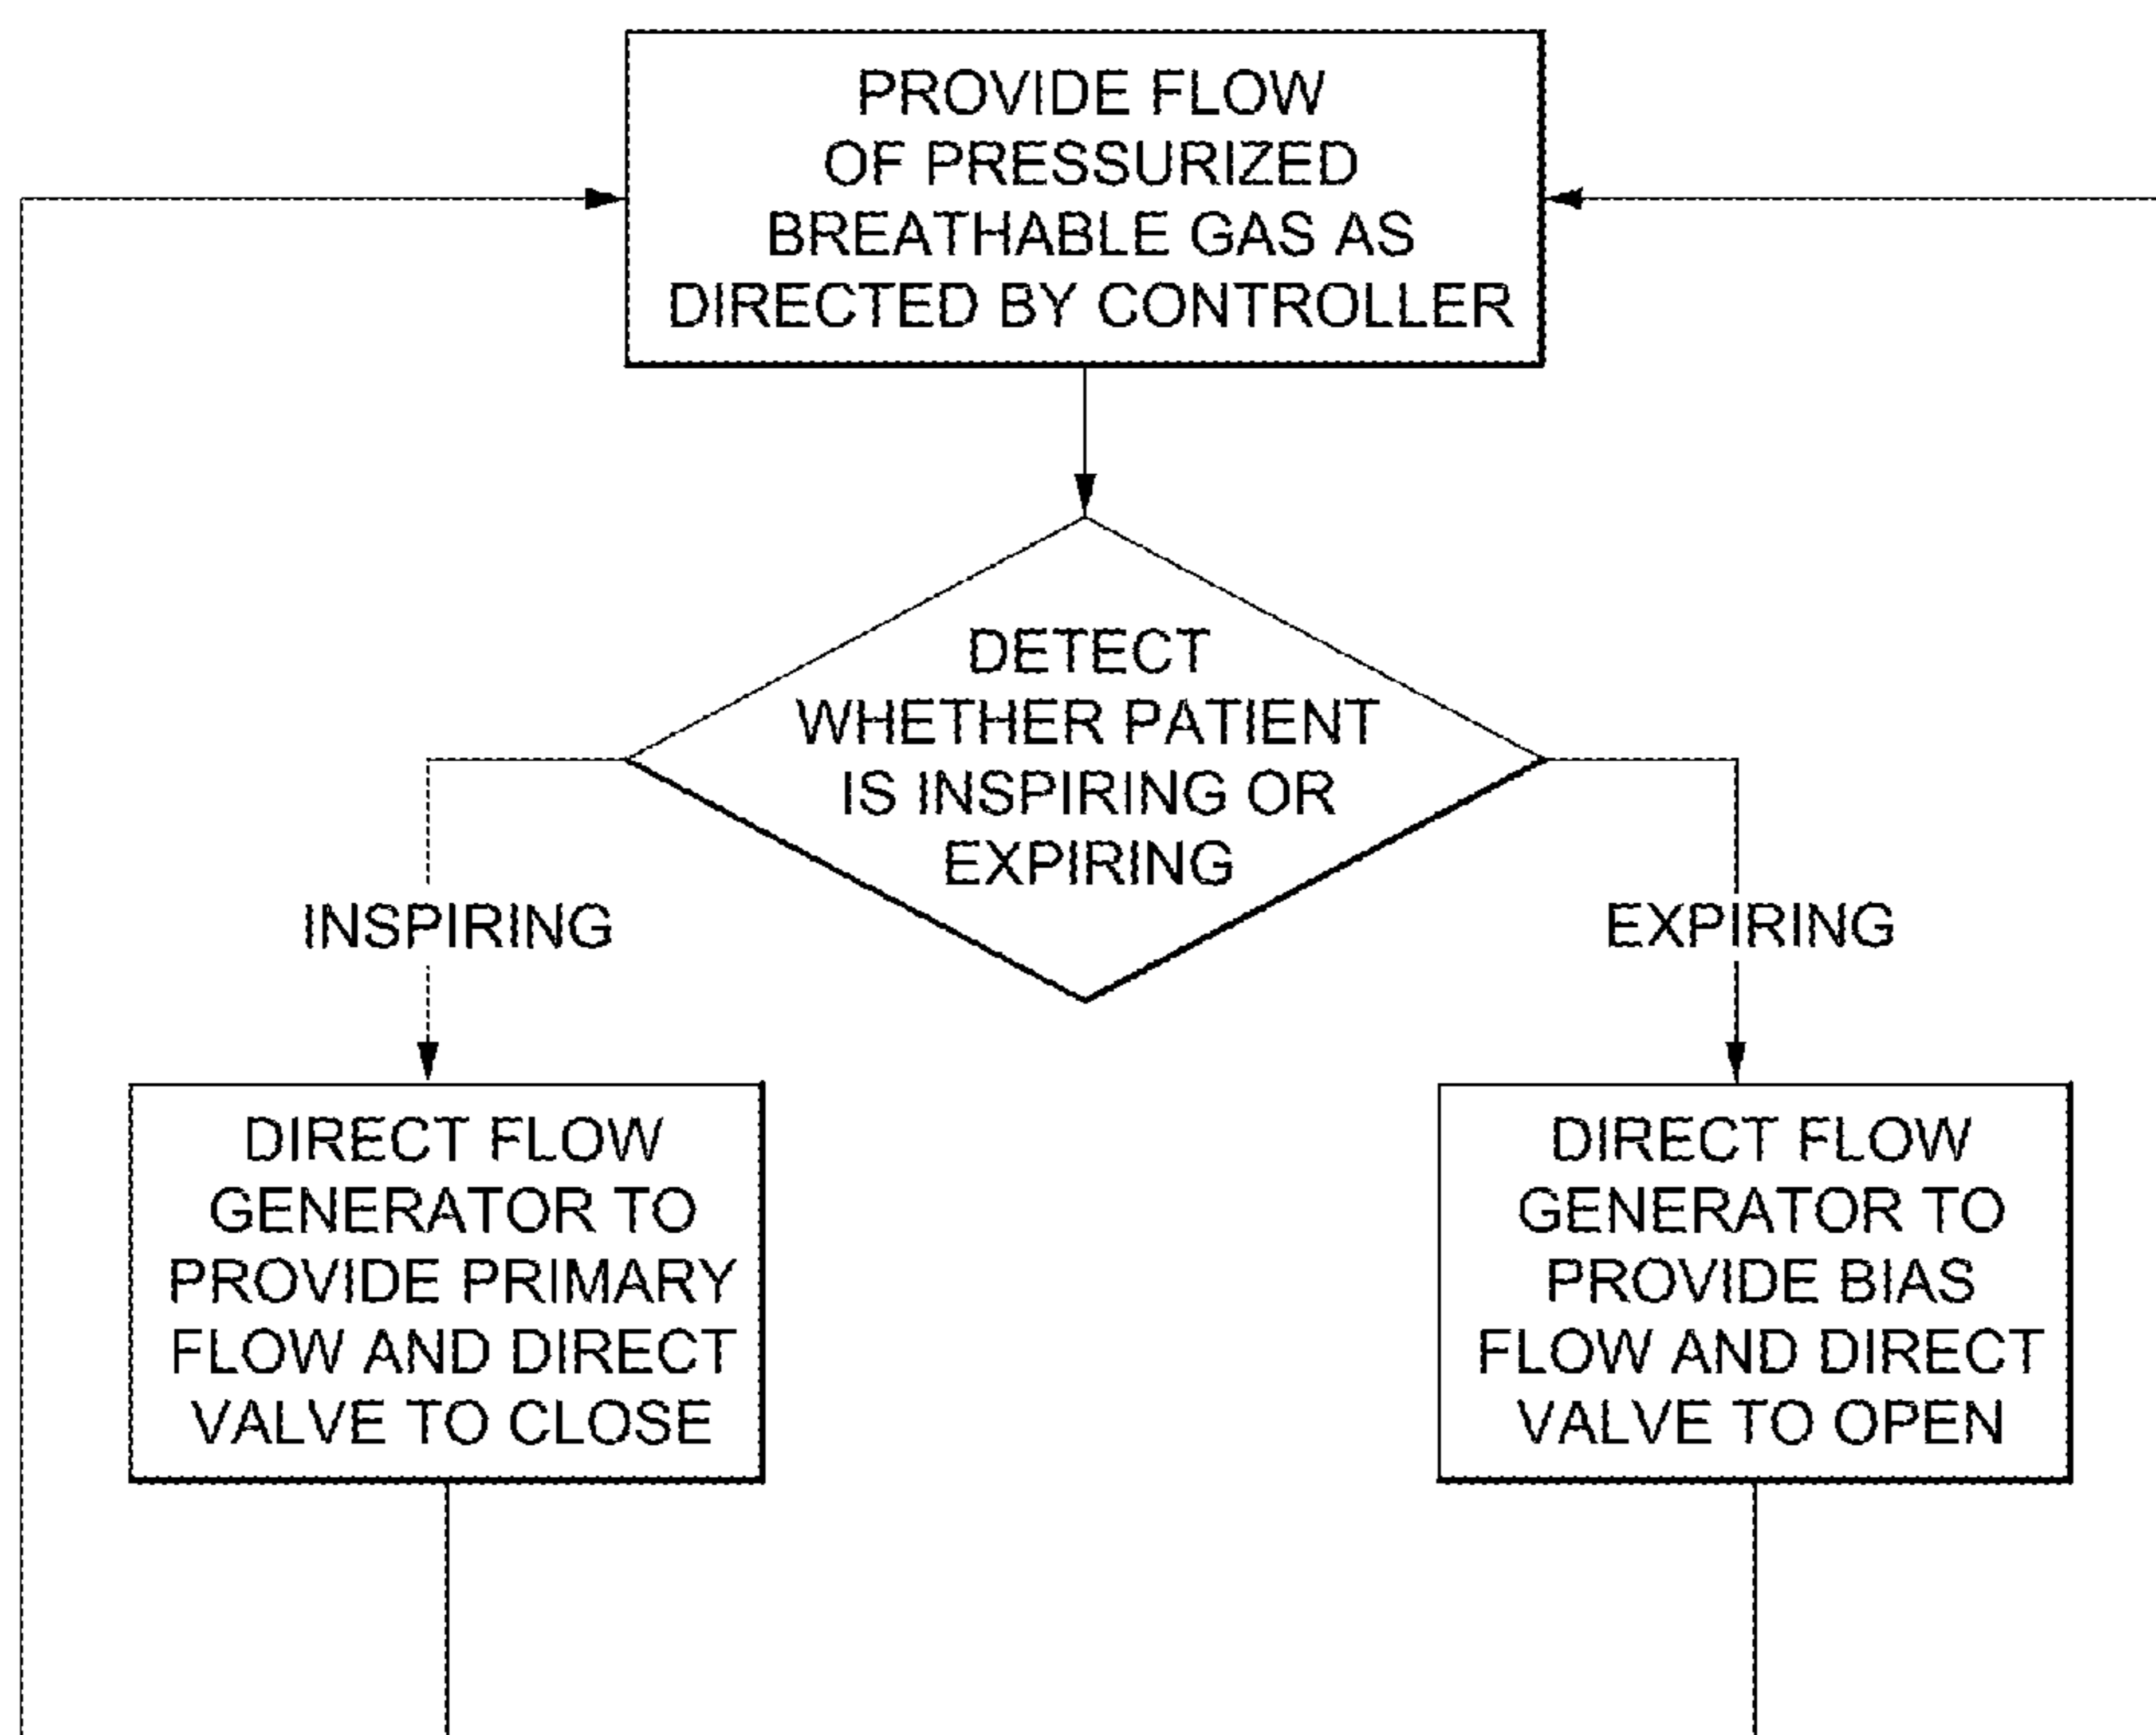 PROVIDE FLOW
OF PRESSURIZED
BREATHABLE GAS AS
DIRECTED BY CONTROLLER
DETECT
WHETHER PATIENT
IS INSPIRING OR
EXPIRING
INSPIRING
EXPIRING
DIRECT FLOW
GENERATOR TO
PROVIDE PRIMARY
FLOW AND DIRECT
VALVE TO CLOSE
DIRECT FLOW
GENERATOR TO
PROVIDE BIAS
FLOW AND DIRECT
VALVE TO OPEN